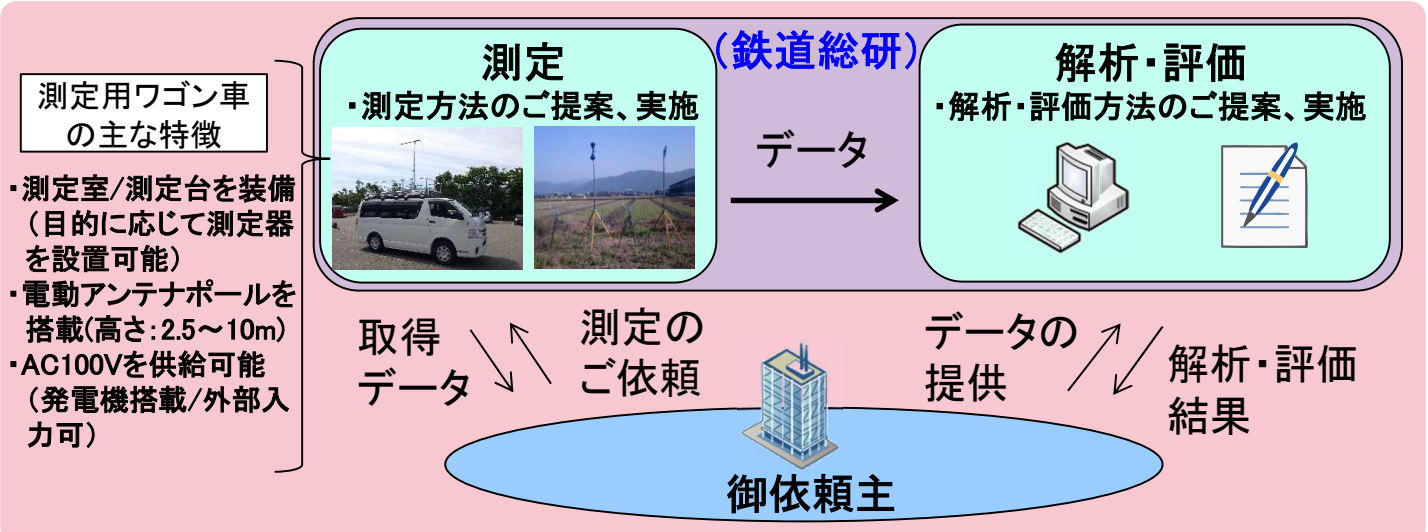 測定用ワゴン車
の主な特徴
・測定室/測定台を装備
（目的に応じて測定器
を設置可能）
・電動アンテナポールを
搭載(高さ：2.5～10m)
・AC100Vを供給可能
（発電機搭載/外部入
力可）
（鉄道総研）
測定
・測定方法のご提案、実施
データ
解析・評価
・解析・評価方法のご提案、実施
取得
データ
測定の
ご依頼
データの
提供
解析・評価
結果
御依頼主